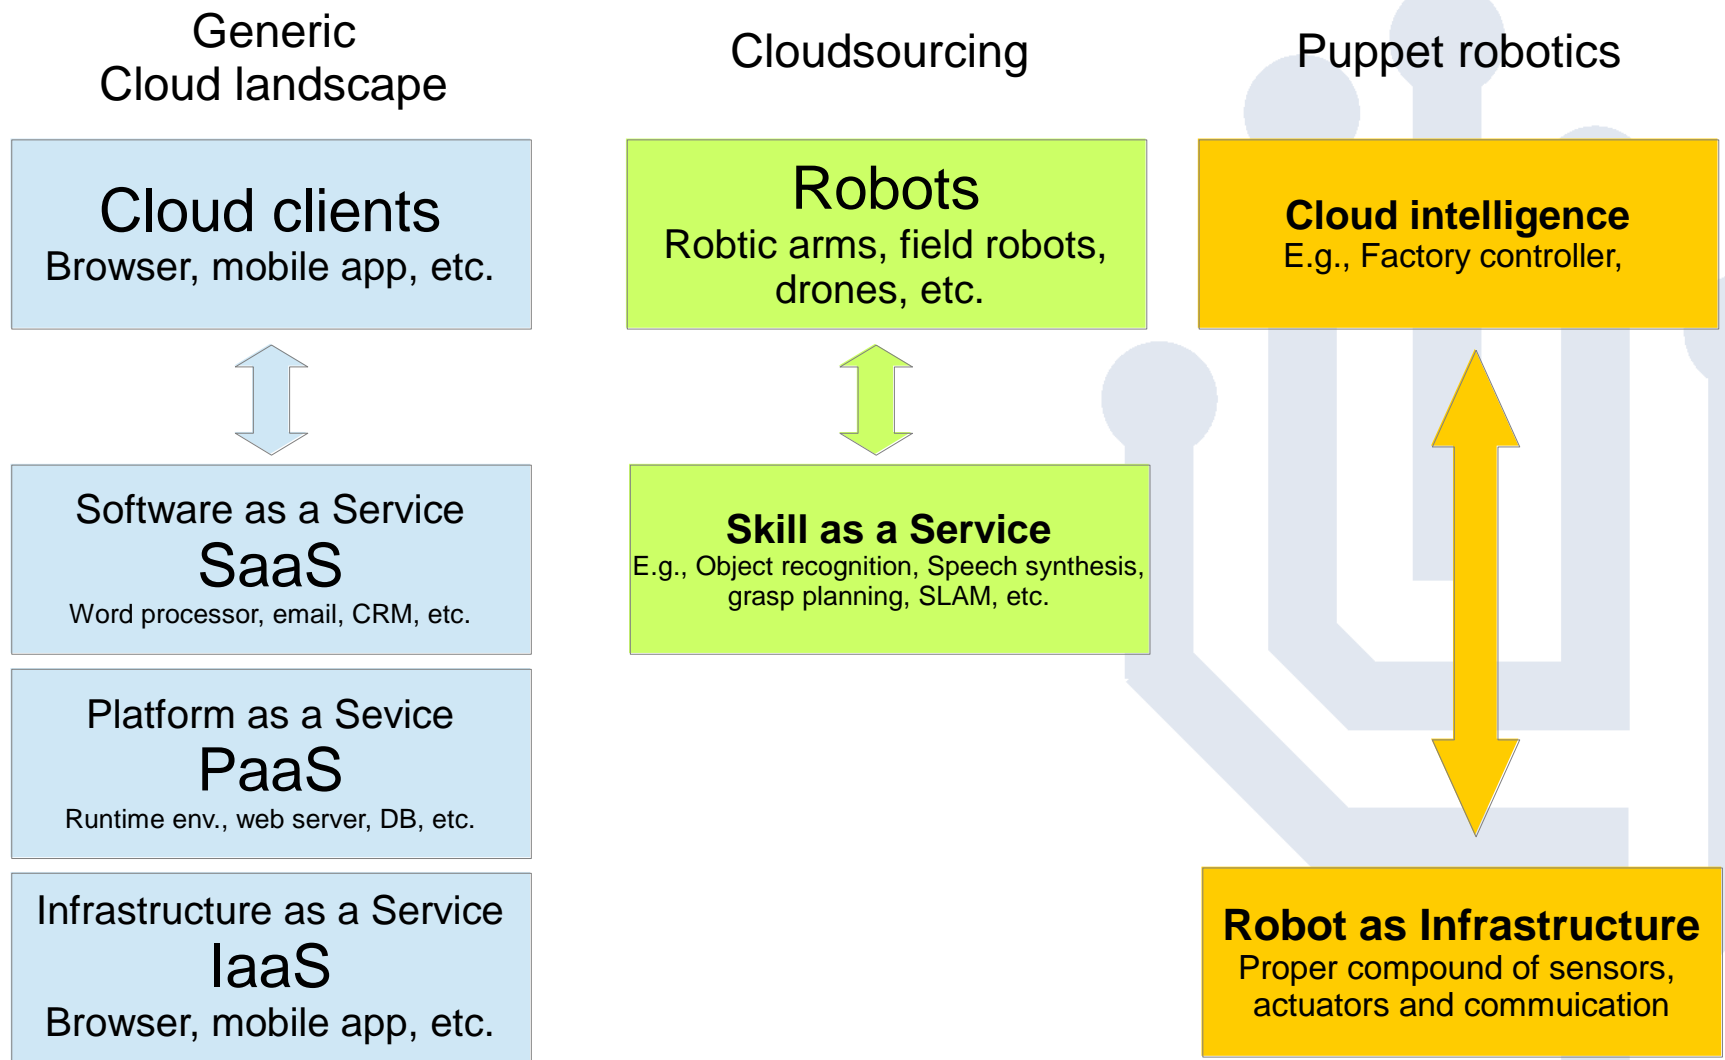 Generic
Cloud landscape
Cloud clients
Browser, mobile app, etc.
Software as a Service
SaaS
Word processor, email, CRM, etc.
Platform as a Sevice
PaaS
Runtime env., web server, DB, etc.
Infrastructure as a Service
IaaS
Browser, mobile app, etc.
Cloudsourcing
Robots
Robtic arms, field robots,
drones, etc.
Skill as a Service
E.g., Object recognition, Speech synthesis,
grasp planning, SLAM, etc.
Puppet robotics
Cloud intelligence
E.g., Factory controller,
Robot as Infrastructure
Proper compound of sensors,
actuators and commuication